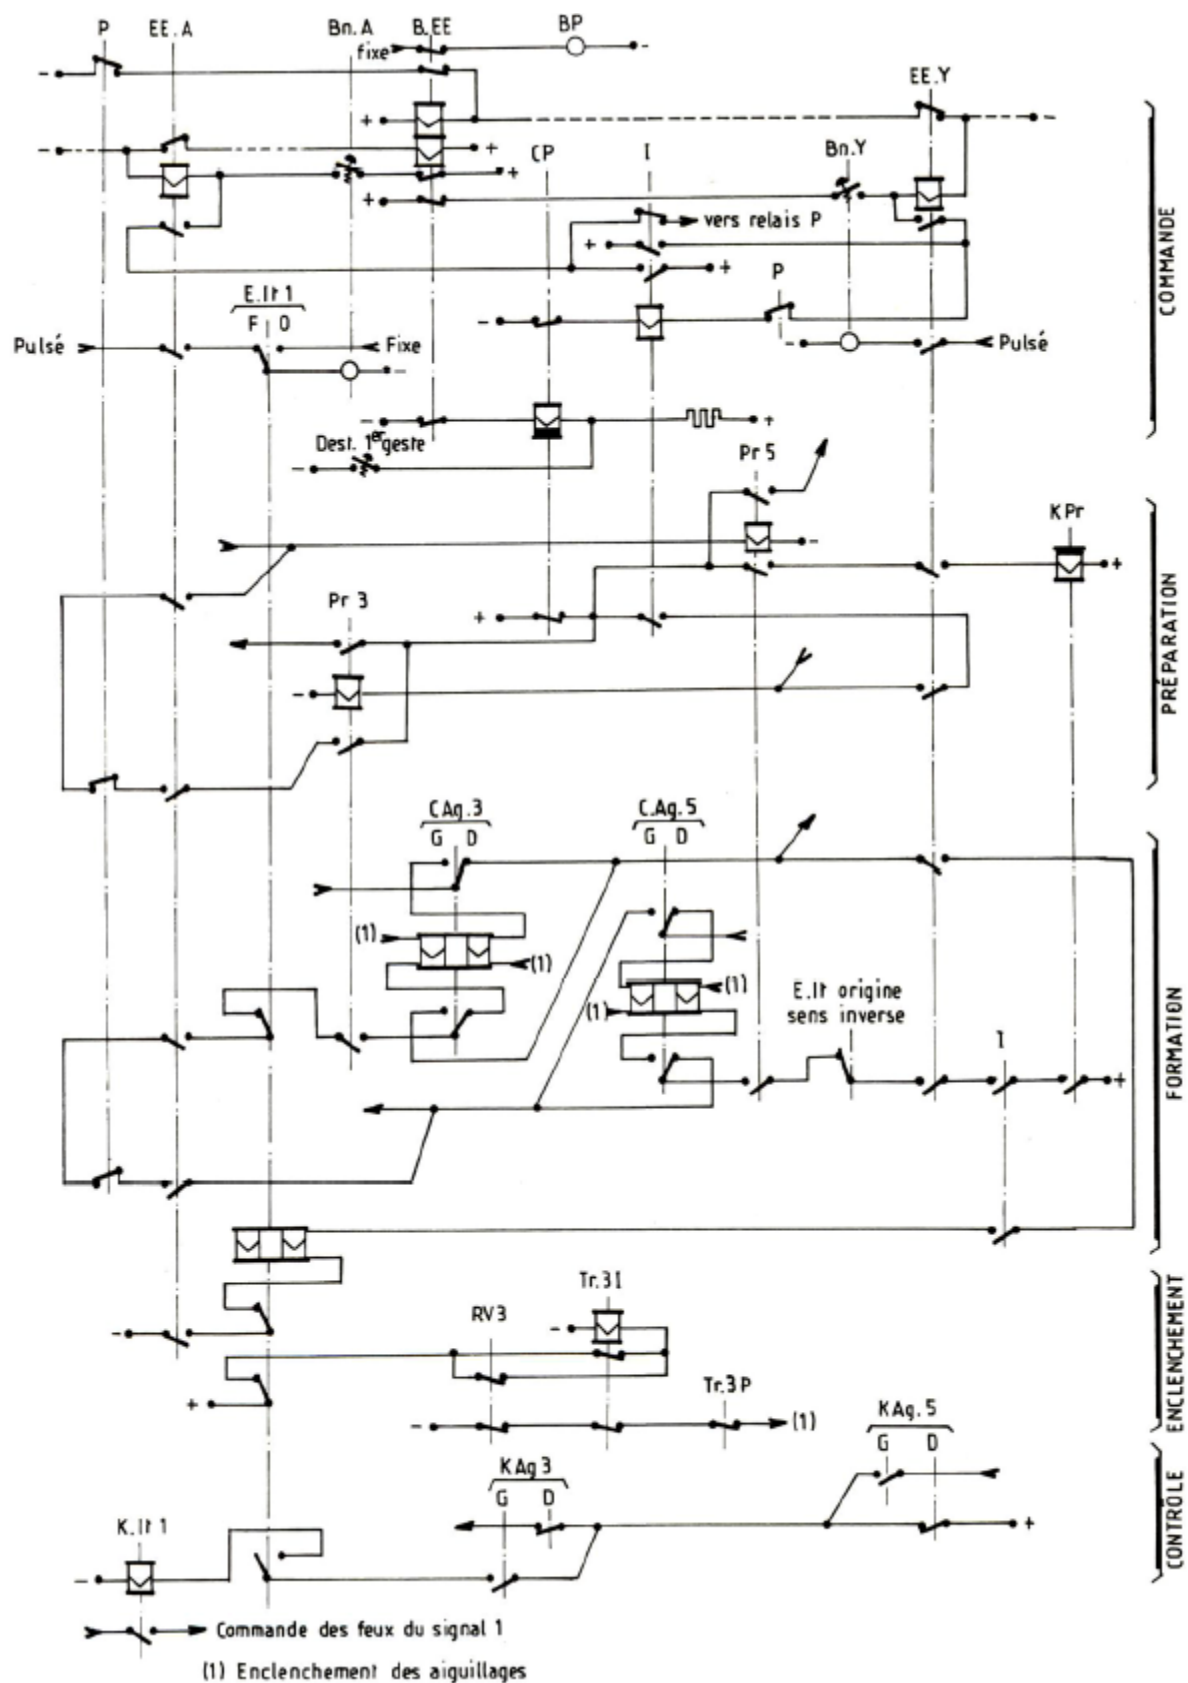 P
EE.A
Bn.A
B.EE
BP
fixe
-
-
EE.Y
+
-
-
+
CP
I
Bn.Y
+
+
vers relais P
+
+
P
E.It 1
F O
-
Pulsé
Fixe
-
-
Pulsé
-
+
Dest. 1er geste
-
Pr 5
COMMANDE
KPr
-
+
Pr 3
+
-
PRÉPARATION
C.Ag.3
G D
C.Ag.5
G D
(1)
(1)
(1)
(1)
E.It origine
sens inverse
I
+
FORMATION
-
RV3
Tr.3I
-
+
Tr.3P
-
(1)
ENCLENCHEMENT
KAg.5
G D
KAg 3
G D
K.It 1
+
-
CONTRÔLE
Commande des feux du signal 1
(1) Enclenchement des aiguillages